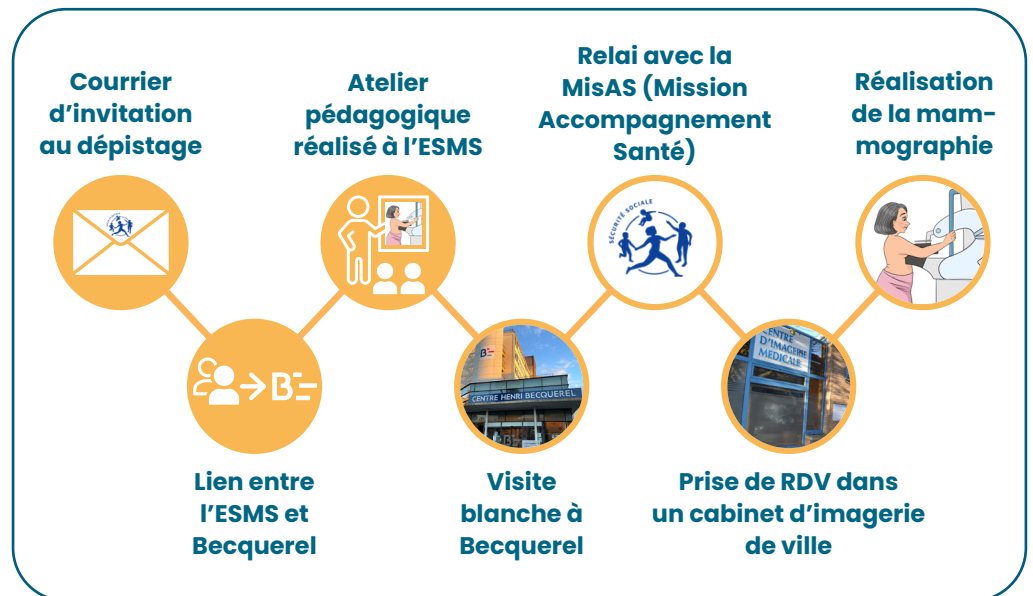 Courrier
d’invitation
au dépistage
Lien entre
l’ESMS et
Becquerel
Atelier
pédagogique
réalisé à l’ESMS
Visite
blanche à
Becquerel
Relai avec la
MisAS (Mission
Accompagnement
Santé)
Prise de RDV dans
un cabinet d’imagerie
de ville
Réalisation
de la mam-
mographie
B
SÉCURITÉ SOCIALE
B
CENTRE HENRI BECQUEREL
CENTRE
D'IMAGERIE
MEDICALE